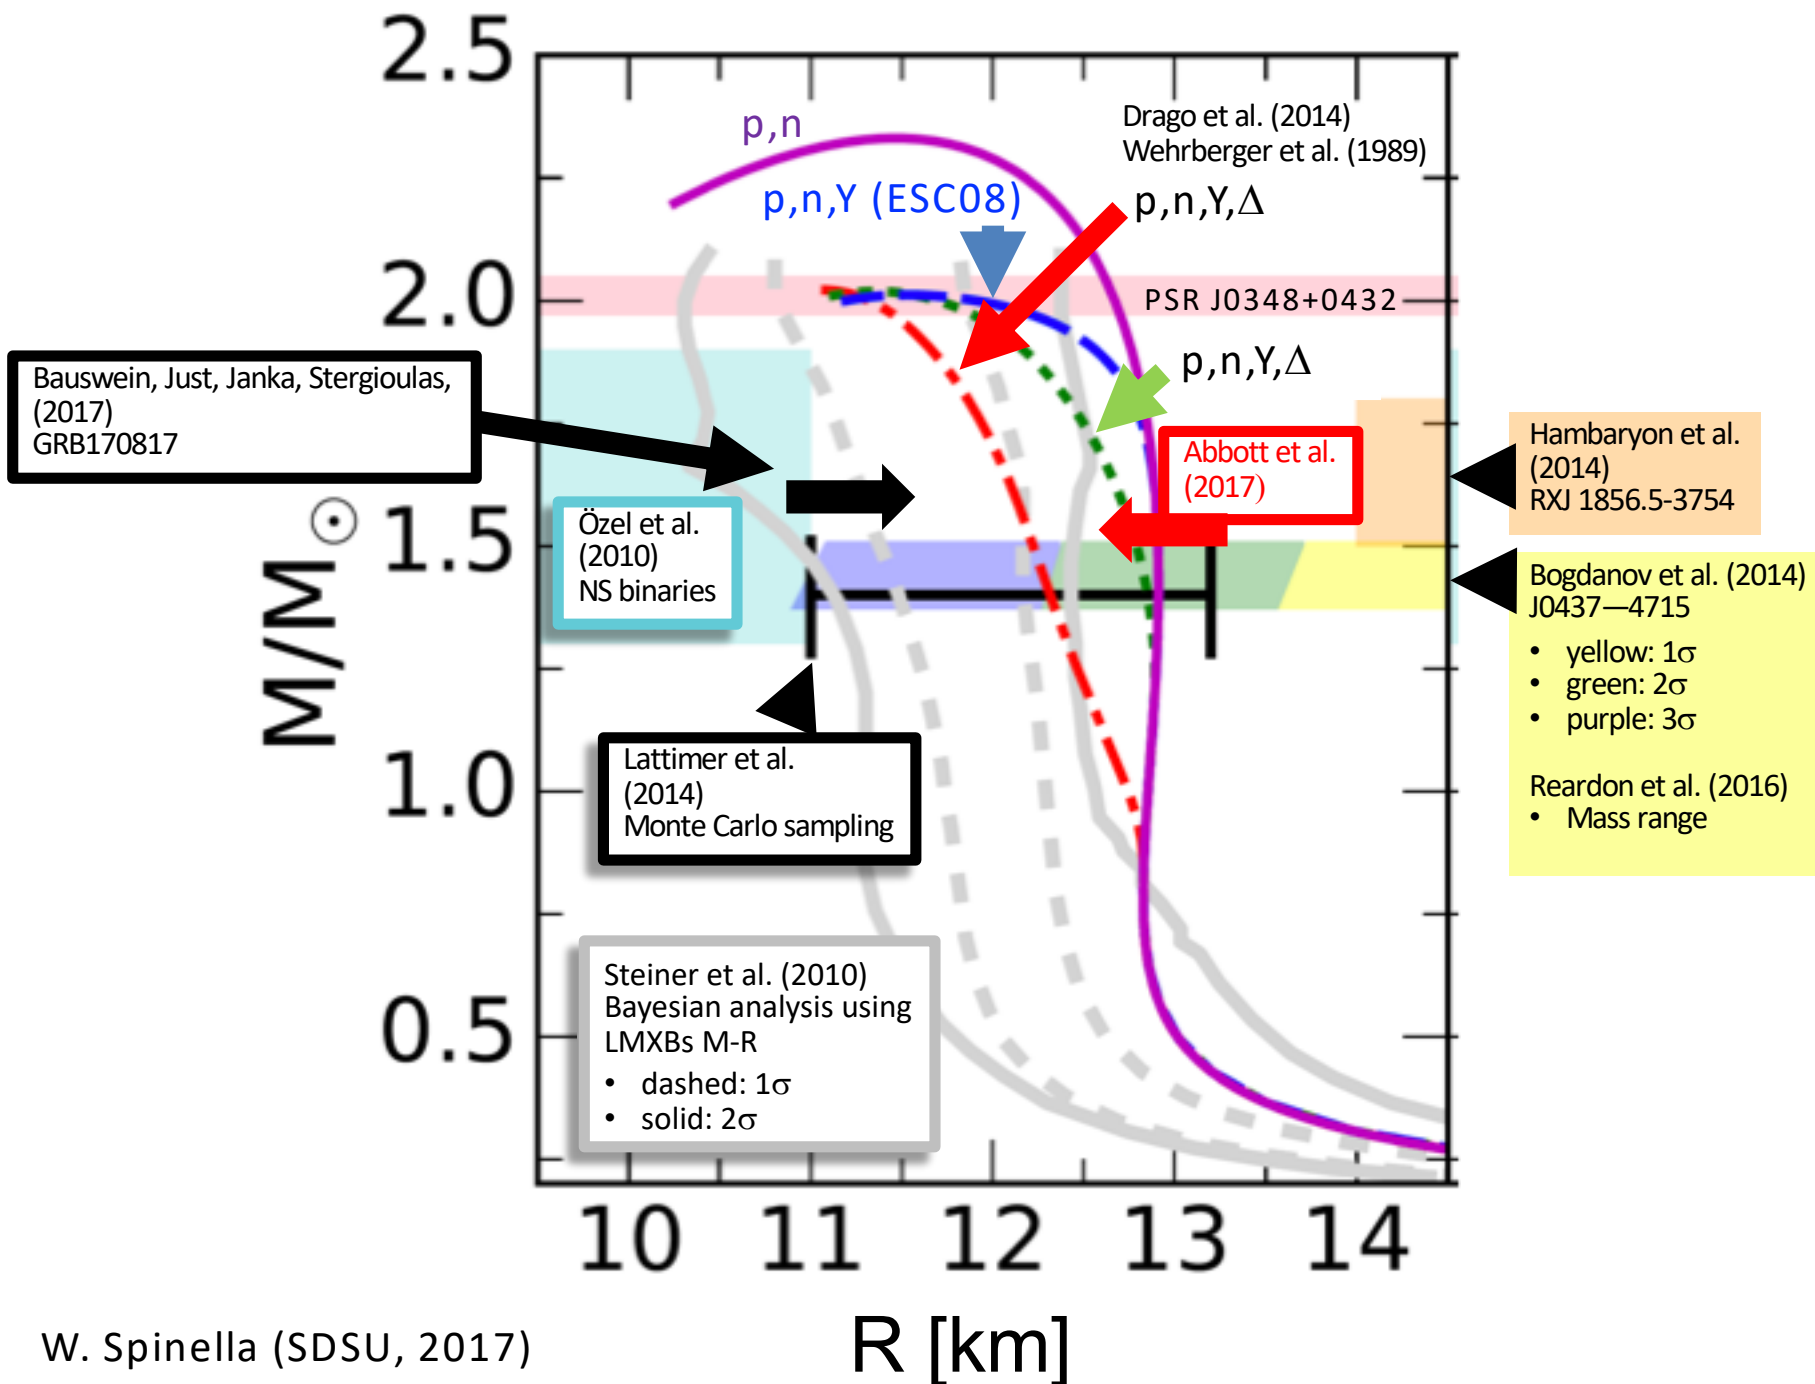 2.5
p,n
Drago et al. (2014)
Wehrberger et al. (1989)
p,n,Y (ESC08)
p,n,Y,Δ
2.0
PSR J0348+0432
p,n,Y,Δ
Bauswein, Just, Janka, Stergioulas,
(2017)
GRB170817
Abbott et al.
(2017)
Hambaryon et al.
(2014)
RXJ 1856.5-3754
Özel et al.
(2010)
NS binaries
1.5
M/M☉
Bogdanov et al. (2014)
J0437—4715
• yellow: 1σ
• green: 2σ
• purple: 3σ
Reardon et al. (2016)
• Mass range
Lattimer et al.
(2014)
Monte Carlo sampling
1.0
Steiner et al. (2010)
Bayesian analysis using
LMXBs M-R
• dashed: 1σ
• solid: 2σ
0.5
10 11 12 13 14
R [km]
W. Spinella (SDSU, 2017)